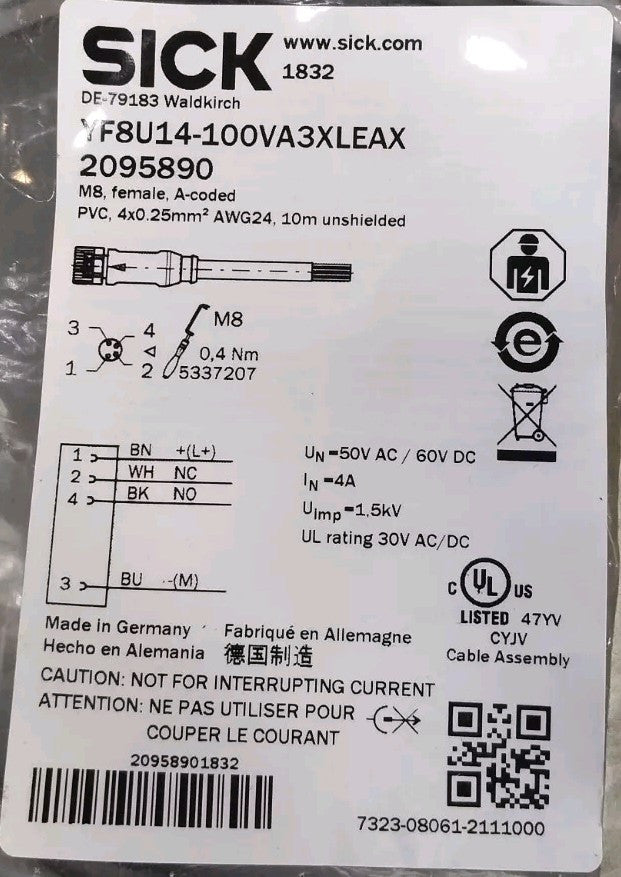 SICK www.sick.com
1832
DE-79183 Waldkirch
YF8U14-100VA3XLEAX
2095890
M8, female, A-coded
PVC, 4x0.25mm² AWG24, 10m unshielded
M8
3 4
0,4 Nm
1 2 5337207
e
1 BN +(L+)
2 WH NC
4 BK NO
3 BU -(M)
UN=50V AC / 60V DC
IN=4A
Uimp=1,5kV
UL rating 30V AC/DC
C UL US
LISTED 47YV
CYJV
Cable Assembly
Made in Germany Fabriqué en Allemagne
Hecho en Alemania 德国制造
CAUTION: NOT FOR INTERRUPTING CURRENT
ATTENTION: NE PAS UTILISER POUR
COUPER LE COURANT
20958901832
7323-08061-2111000